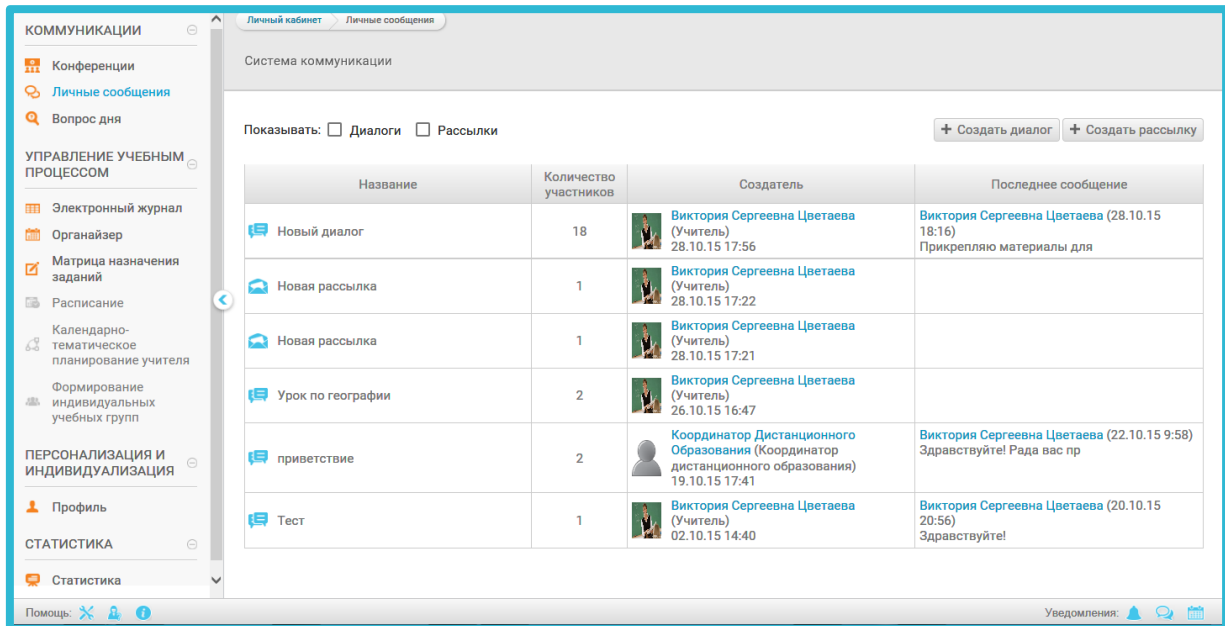 КОММУНИКАЦИИ
Конференции
Личные сообщения
Вопрос дня
УПРАВЛЕНИЕ УЧЕБНЫМ
ПРОЦЕССОМ
Электронный журнал
Органайзер
Матрица назначения
заданий
Расписание
Календарно-
тематическое
планирование учителя
Формирование
индивидуальных
учебных групп
ПЕРСОНАЛИЗАЦИЯ И
ИНДИВИДУАЛИЗАЦИЯ
Профиль
СТАТИСТИКА
Статистика
Личный кабинет Личные сообщения
Система коммуникации
Показывать: Диалоги Рассылки
+ Создать диалог + Создать рассылку
Название Количество участников Создатель Последнее сообщение
Новый диалог 18
Виктория Сергеевна Цветаева
(Учитель)
28.10.15 17:56
Виктория Сергеевна Цветаева (28.10.15
18:16)
Прикрепляю материалы для
Новая рассылка 1
Виктория Сергеевна Цветаева
(Учитель)
28.10.15 17:22
Новая рассылка 1
Виктория Сергеевна Цветаева
(Учитель)
28.10.15 17:21
Урок по географии 2
Виктория Сергеевна Цветаева
(Учитель)
26.10.15 16:47
приветствие 2
Координатор Дистанционного
Образования (Координатор
дистанционного образования)
19.10.15 17:41
Виктория Сергеевна Цветаева (22.10.15 9:58)
Здравствуйте! Рада вас пр
Тест 1
Виктория Сергеевна Цветаева
(Учитель)
02.10.15 14:40
Виктория Сергеевна Цветаева (20.10.15
20:56)
Здравствуйте!
Помощь:
Уведомления: